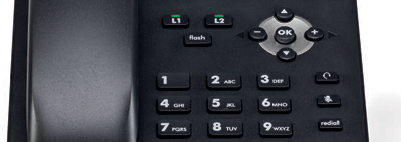 L1 L2
flash
OK
1 2 ABC 3 DEF
4 GHI 5 JKL 6 MNO
7 PQRS 8 TUV 9 WXYZ
redial